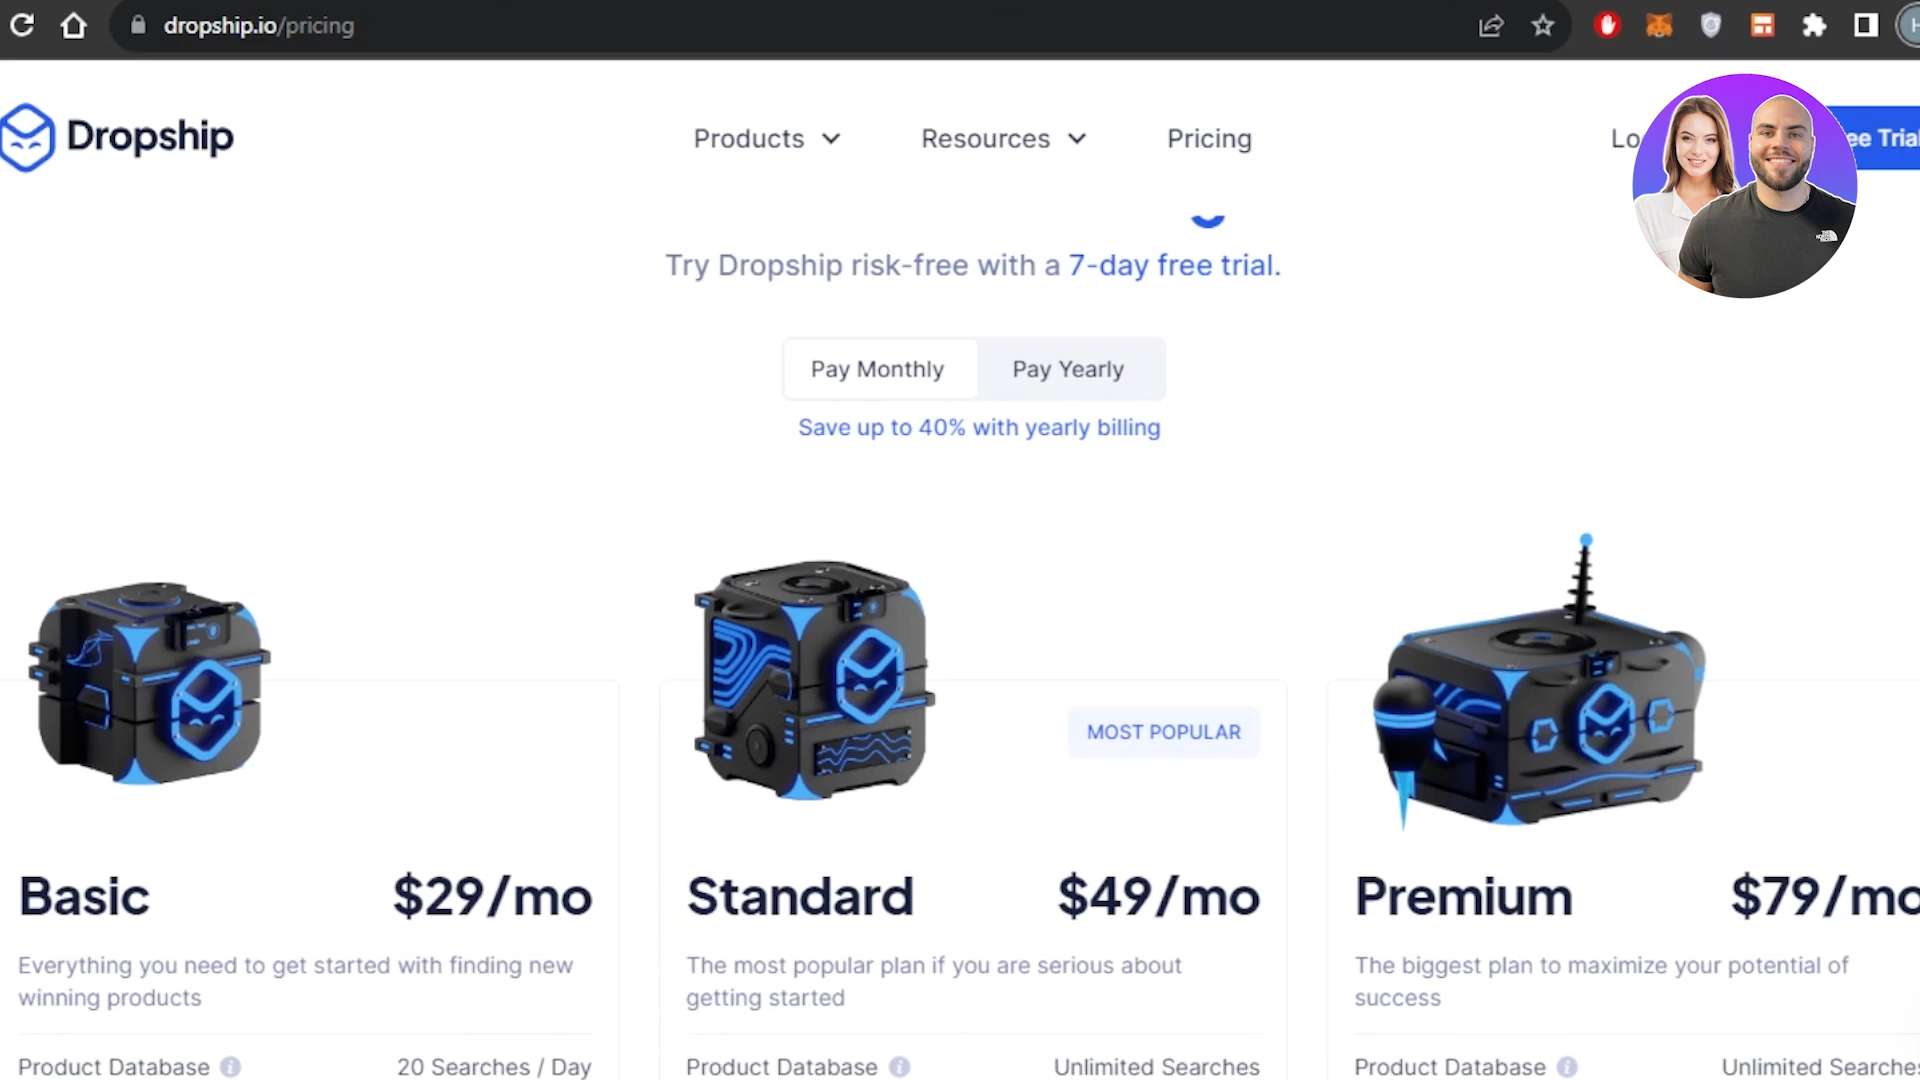 dropship.io/pricing
Dropship
Products
Resources
Pricing
Try Dropship risk-free with a 7-day free trial.
Pay Monthly
Pay Yearly
Save up to 40% with yearly billing
MOST POPULAR
Basic
$29/mo
Everything you need to get started with finding new
winning products
Product Database
20 Searches / Day
Standard
$49/mo
The most popular plan if you are serious about
getting started
Product Database
Unlimited Searches
Premium
$79/mo
The biggest plan to maximize your potential of
success
Product Database
Unlimited Searches